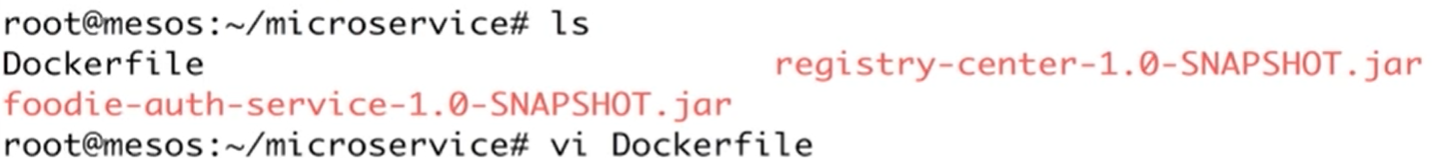 root@mesos:~/microservice# ls
Dockerfile registry-center-1.0-SNAPSHOT.jar
foodie-auth-service-1.0-SNAPSHOT.jar
root@mesos:~/microservice# vi Dockerfile